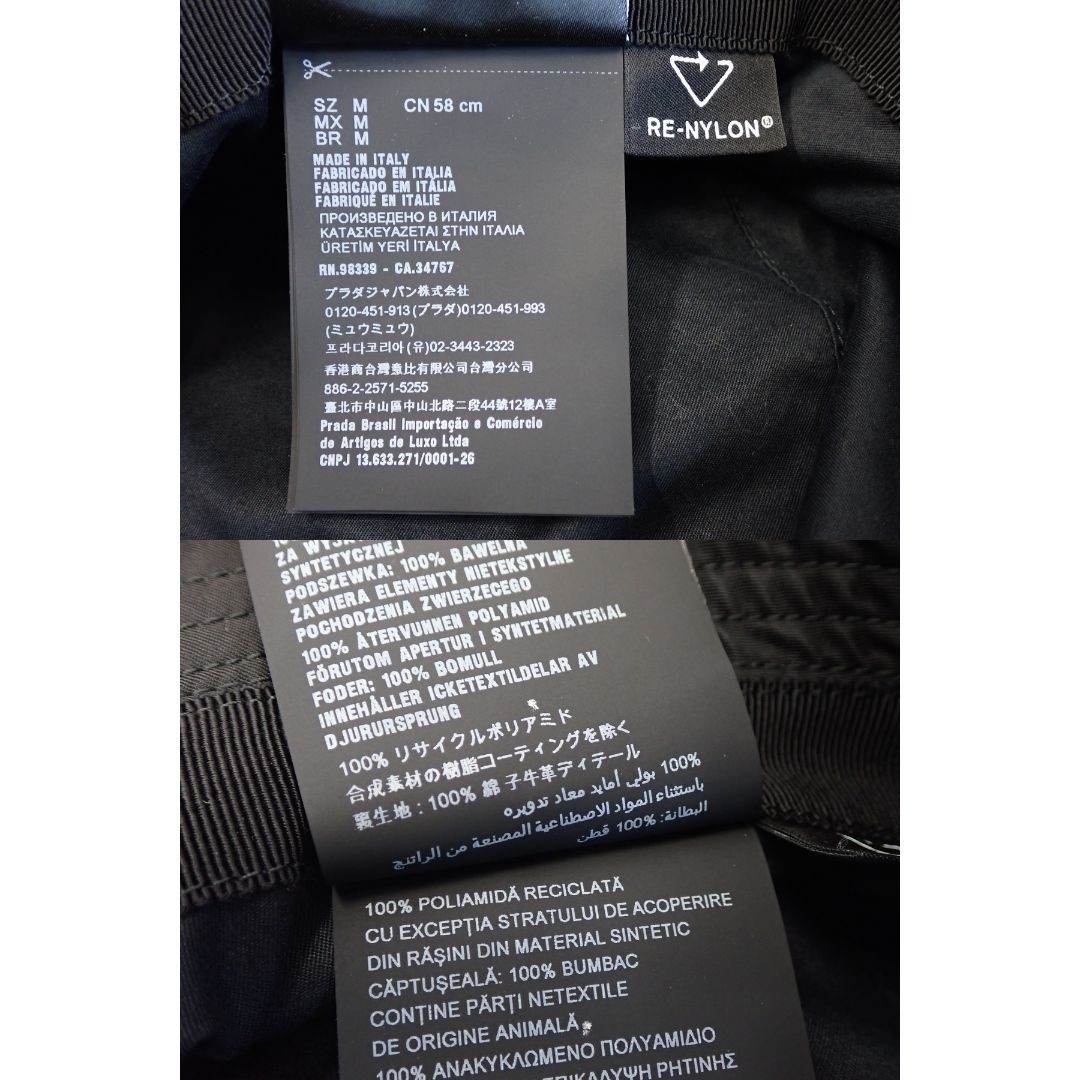 SZ M CN 58 cm
MX M
BR M
MADE IN ITALY
FABRICADO EN ITALIA
FABRICADO EM ITÁLIA
FABRIQUÉ EN ITALIE
ПРОИЗВЕДЕНО В ИТАЛИЯ
ΚΑΤΑΣΚΕΥΑΖΕΤΑΙ ΣΤΗΝ ΙΤΑΛΙΑ
ÜRETİM YERİ İTALYA
RN.98339 - CA.34767
プラダジャパン株式会社
0120-451-913 (プラダ)0120-451-993
(ミュウミュウ)
프라다코리아 (유)02-3443-2323
香港商台灣意比有限公司台灣分公司
886-2-2571-5255
臺北市中山區中山北路二段44號12樓A室
Prada Brasil Importação e Comércio
de Artigos de Luxo Ltda
CNPJ 13.633.271/0001-26
RE-NYLON
SYNTETYCZNEJ
PODSZEWKA: 100% BAWEŁNA
ZAWIERA ELEMENTY NIETEKSTYLNE
POCHODZENIA ZWIERZĘCEGO
100% ÅTERVUNNEN POLYAMID
FÖRUTOM APERTUR I SYNTETMATERIAL
FODER: 100% BOMULL
INNEHÅLLER ICKETEXTILDELAR AV
DJURURSPRUNG
100% リサイクルポリアミド
合成素材の樹脂コーティングを除く
裏生地 : 100% 綿 子牛革ディテール
100% بولي أمايد معاد تدويره
باستثناء المواد الاصطناعية المصنعة من الراتنج
البطانة: 100% قطن
100% POLIAMIDĂ RECICLATĂ
CU EXCEPȚIA STRATULUI DE ACOPERIRE
DIN RĂȘINI DIN MATERIAL SINTETIC
CĂPTUȘEALĂ: 100% BUMBAC
CONȚINE PĂRȚI NETEXTILE
DE ORIGINE ANIMALĂ
100% ΑΝΑΚΥΚΛΩΜΕΝΟ ΠΟΛΥΑΜΙΔΙΟ
ΕΠΙΚΑΛΥΨΗ ΡΗΤΙΝΗΣ